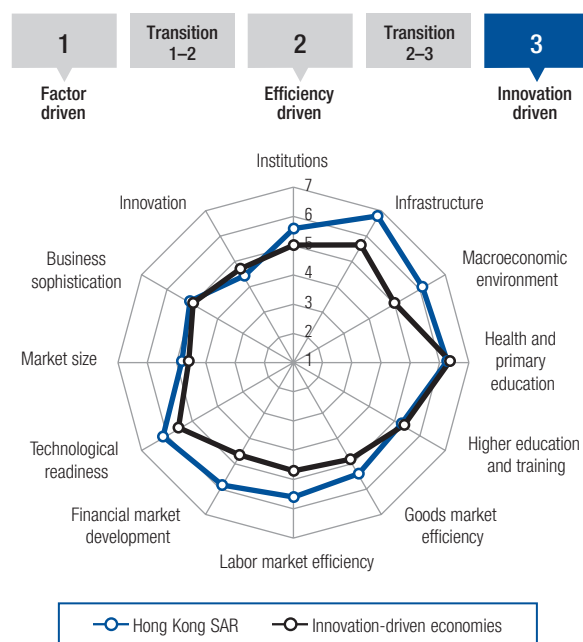 1
Transition
1–2
2
Transition
2–3
3
Factor
driven
Efficiency
driven
Innovation
driven
Institutions
7
6
5
4
3
2
1
Infrastructure
Macroeconomic
environment
Health and
primary
education
Higher education
and training
Goods market
efficiency
Labor market efficiency
Financial market
development
Technological
readiness
Market size
Business
sophistication
Innovation
Hong Kong SAR
Innovation-driven economies